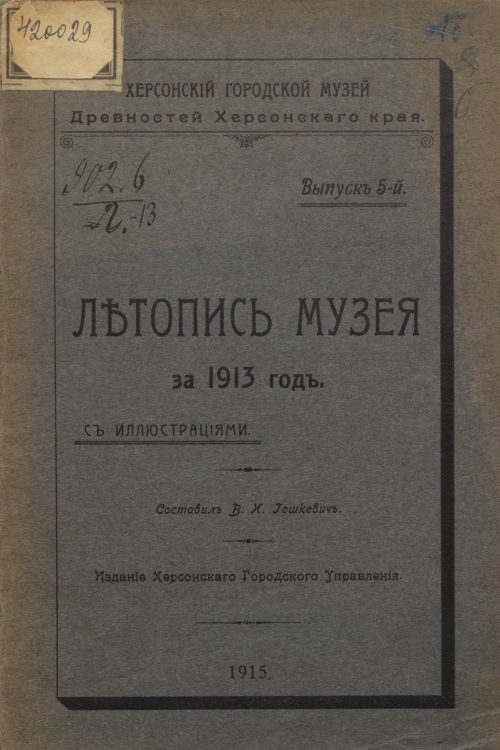 420029
ХЕРСОНСКІЙ ГОРОДСКОЙ МУЗЕЙ
Древностей Херсонскаго края.
902.6
Л.-13
Выпускъ 5-й.
ЛѢТОПИСЬ МУЗЕЯ
за 1913 годъ.
СЪ ИЛЛЮСТРАЦІЯМИ.
Составилъ В. И. Гошкевичъ.
Изданіе Херсонскаго Городского Управленія.
1915.